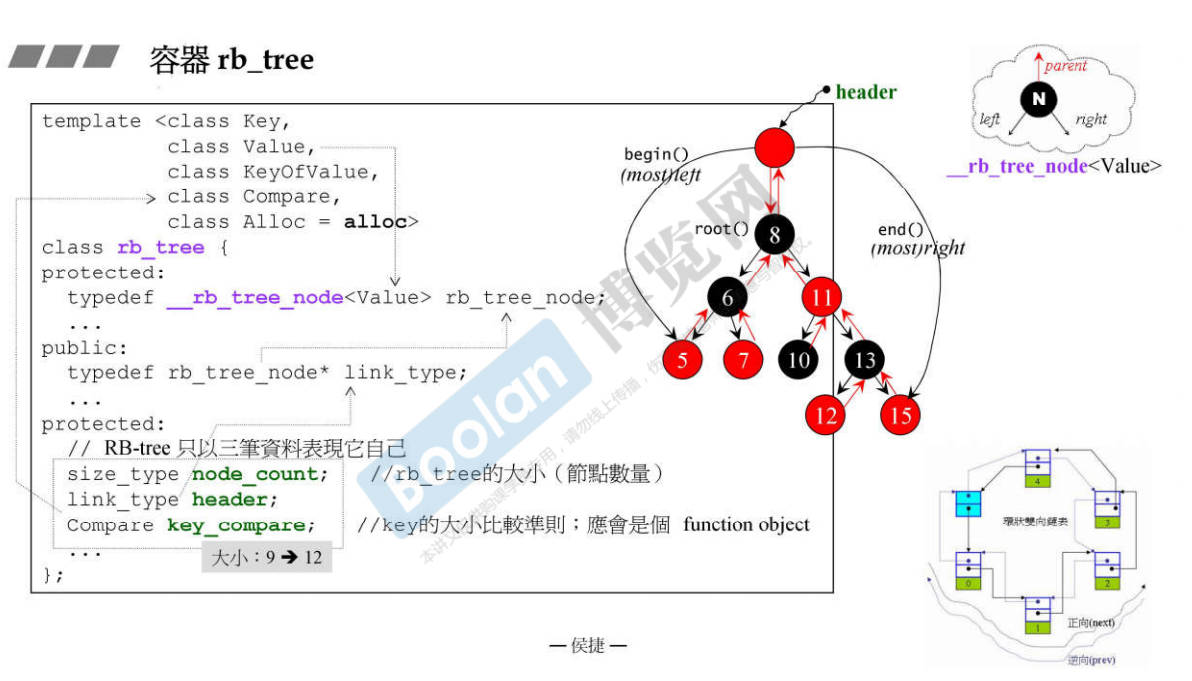 容器 rb_tree
template <class Key,
class Value,
class KeyOfValue,
class Compare,
class Alloc = alloc>
class rb_tree {
protected:
typedef __rb_tree_node<Value> rb_tree_node;
...
public:
typedef rb_tree_node* link_type;
...
protected:
// RB-tree 只以三筆資料表現它自己
size_type node_count; //rb_tree的大小（節點數量）
link_type header;
Compare key_compare; //key的大小比較準則；應會是個 function object
...
大小：9 ➔ 12
};
header
begin()
(most)left
root()
end()
(most)right
8
6
11
5
7
10
13
12
15
parent
N
left
right
__rb_tree_node<Value>
4
3
環狀雙向鏈表
0
2
1
正向(next)
逆向(prev)
Boolan
博览网
— 侯捷 —